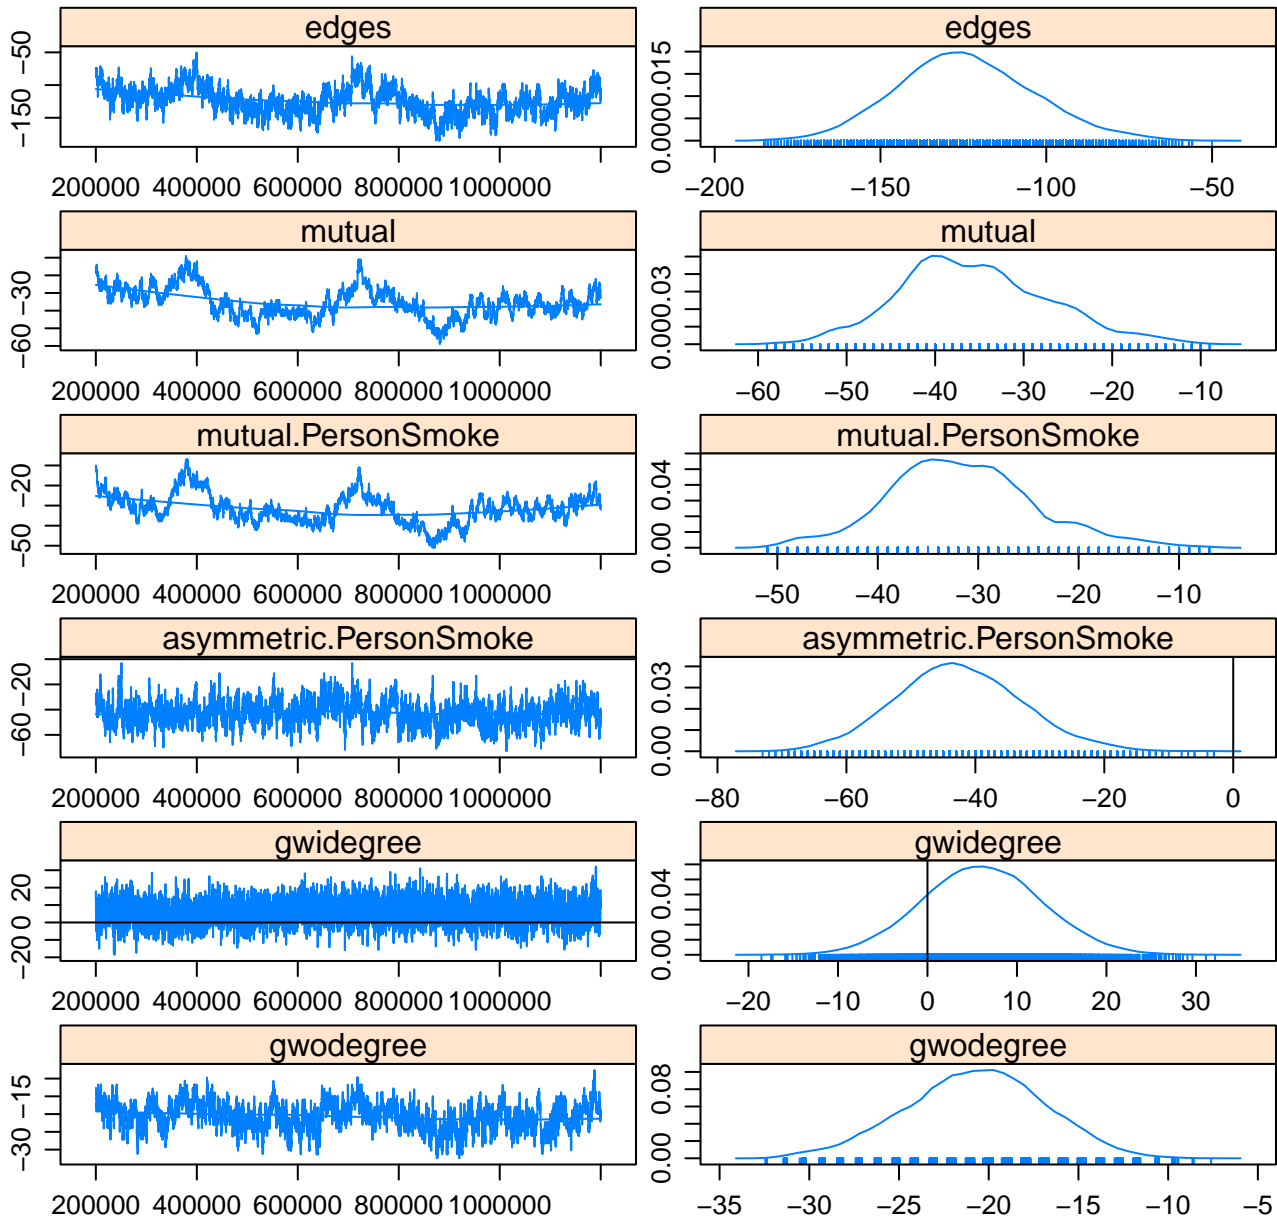 edges
−150 −50
200000 400000 600000 800000 1000000
edges
0.000 0.015
−200 −150 −100 −50
mutual
−60 −30
200000 400000 600000 800000 1000000
mutual
0.00 0.03
−60 −50 −40 −30 −20 −10
mutual.PersonSmoke
−50 −20
200000 400000 600000 800000 1000000
mutual.PersonSmoke
0.00 0.04
−50 −40 −30 −20 −10
asymmetric.PersonSmoke
−60 −20
200000 400000 600000 800000 1000000
asymmetric.PersonSmoke
0.00 0.03
−80 −60 −40 −20 0
gwidegree
−20 0 20
200000 400000 600000 800000 1000000
gwidegree
0.00 0.04
−20 −10 0 10 20 30
gwodegree
−30 −15
200000 400000 600000 800000 1000000
gwodegree
0.00 0.08
−35 −30 −25 −20 −15 −10 −5